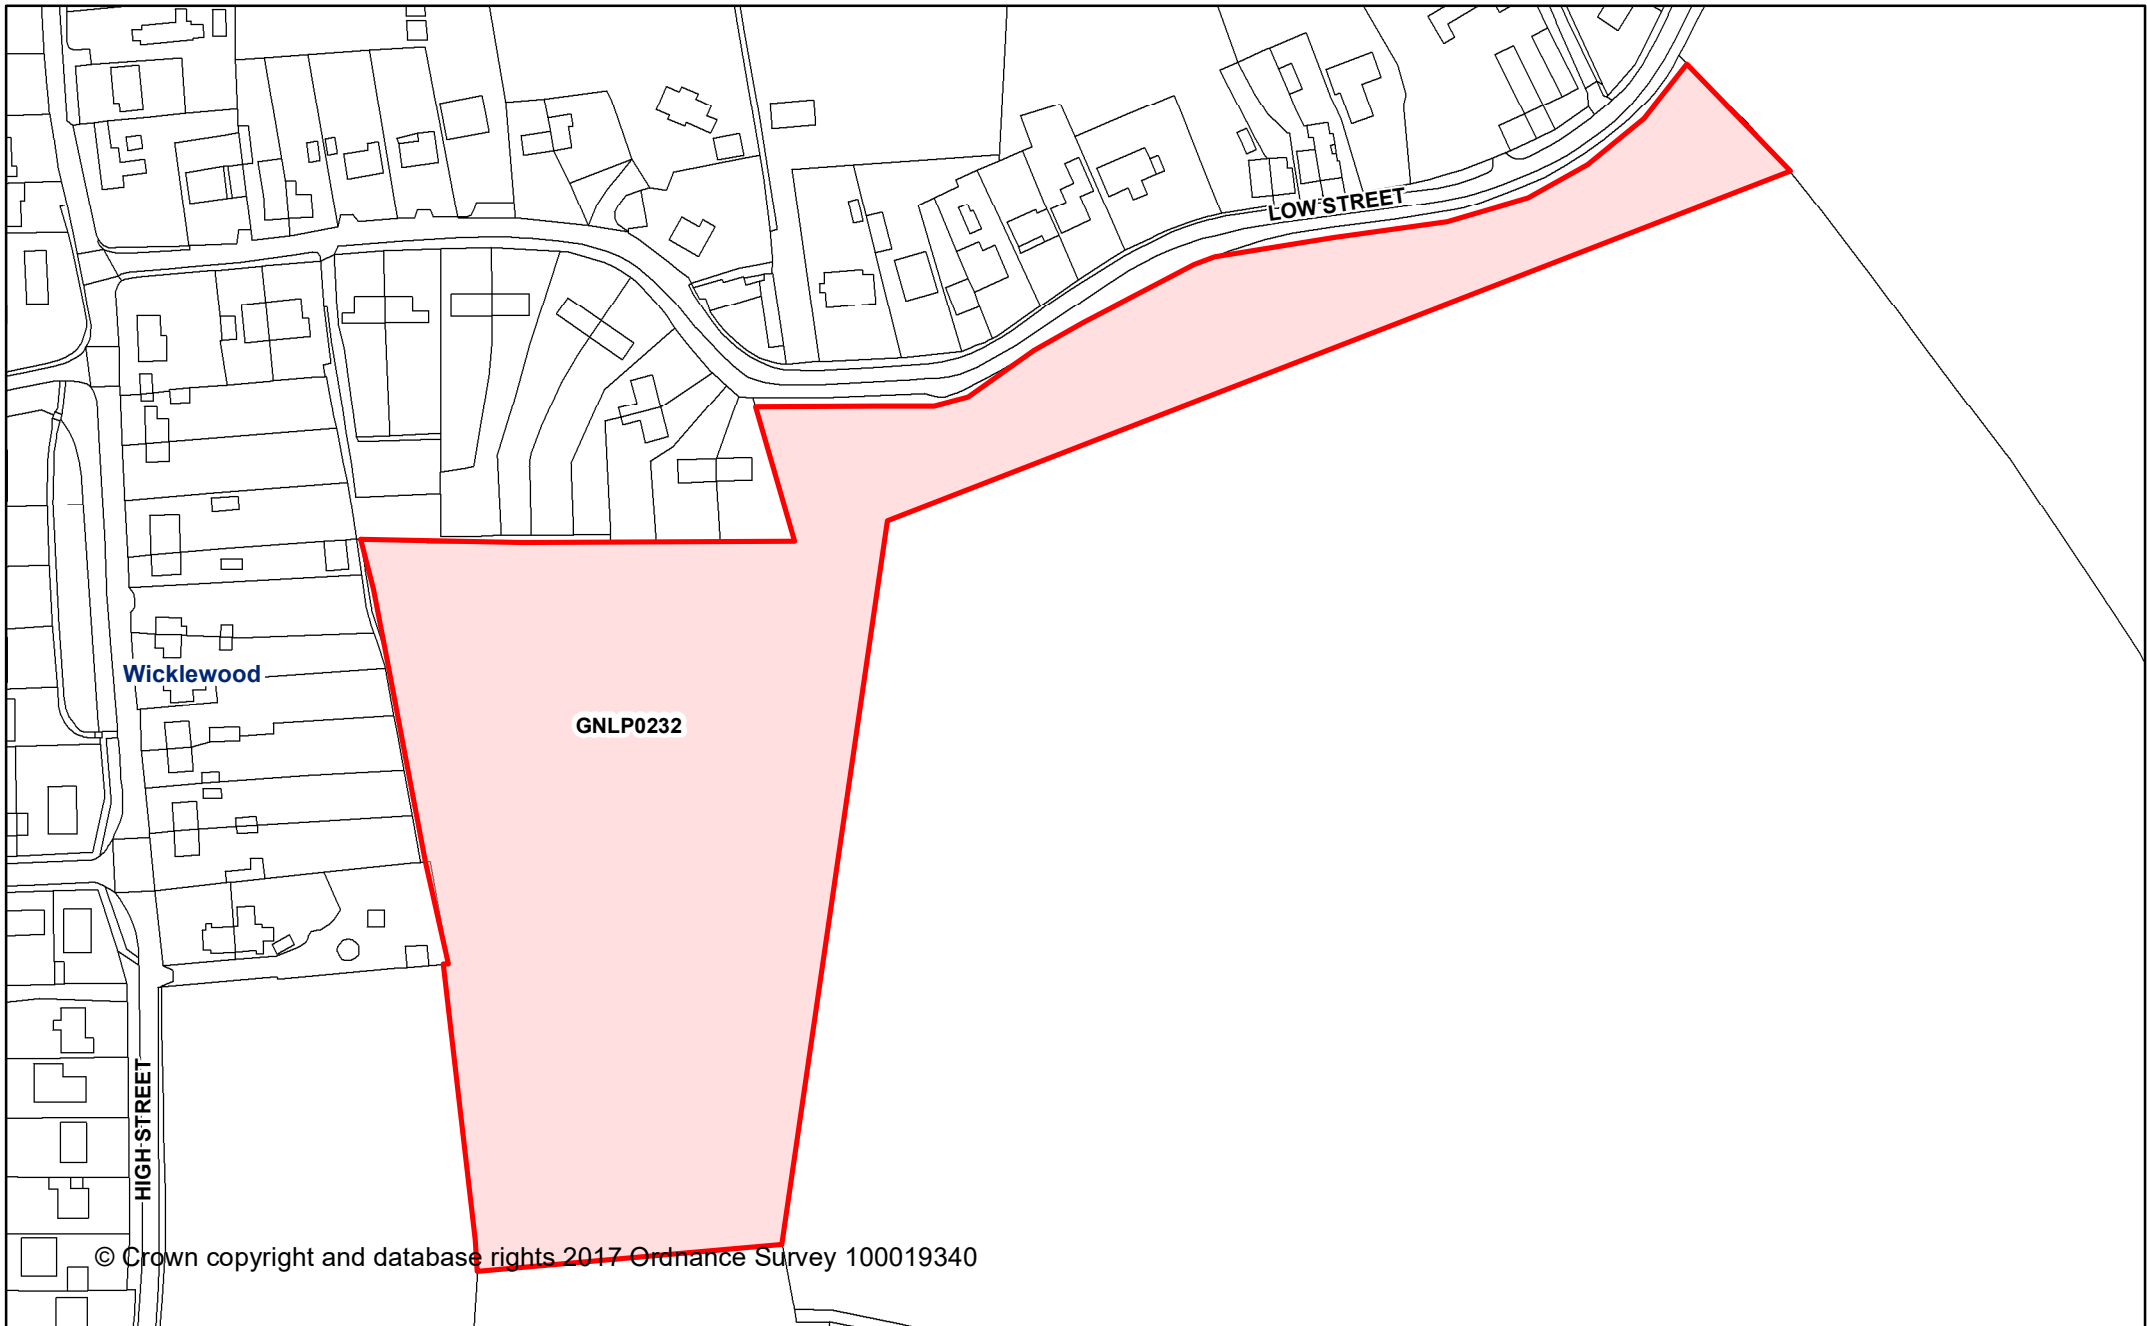 LOW STREET
Wicklewood
GNLP0232
HIGH STREET
© Crown copyright and database rights 2017 Ordnance Survey 100019340